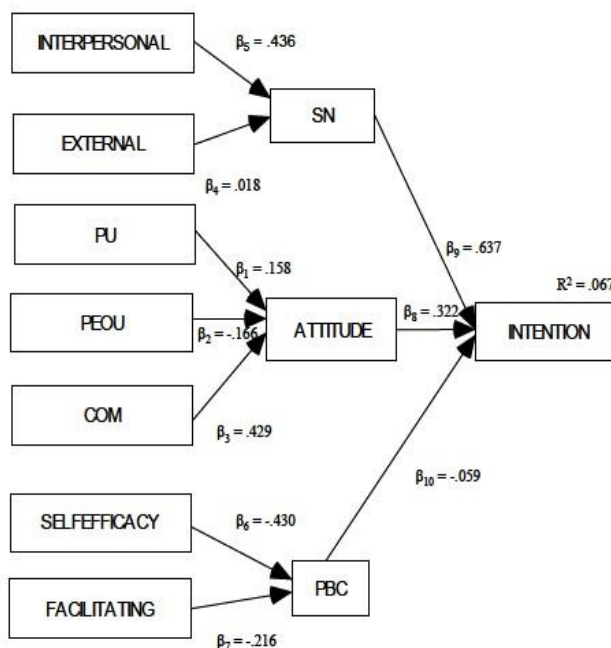 INTERPERSONAL
β5 = .436
SN
EXTERNAL
β4 = .018
PU
β9 = .637
β1 = .158
R2 = .067
PEOU
β2 = -.166
ATTITUDE
β8 = .322
INTENTION
COM
β3 = .429
β10 = -.059
SELFEFFICACY
β6 = -.430
PBC
FACILITATING
β7 = -.216